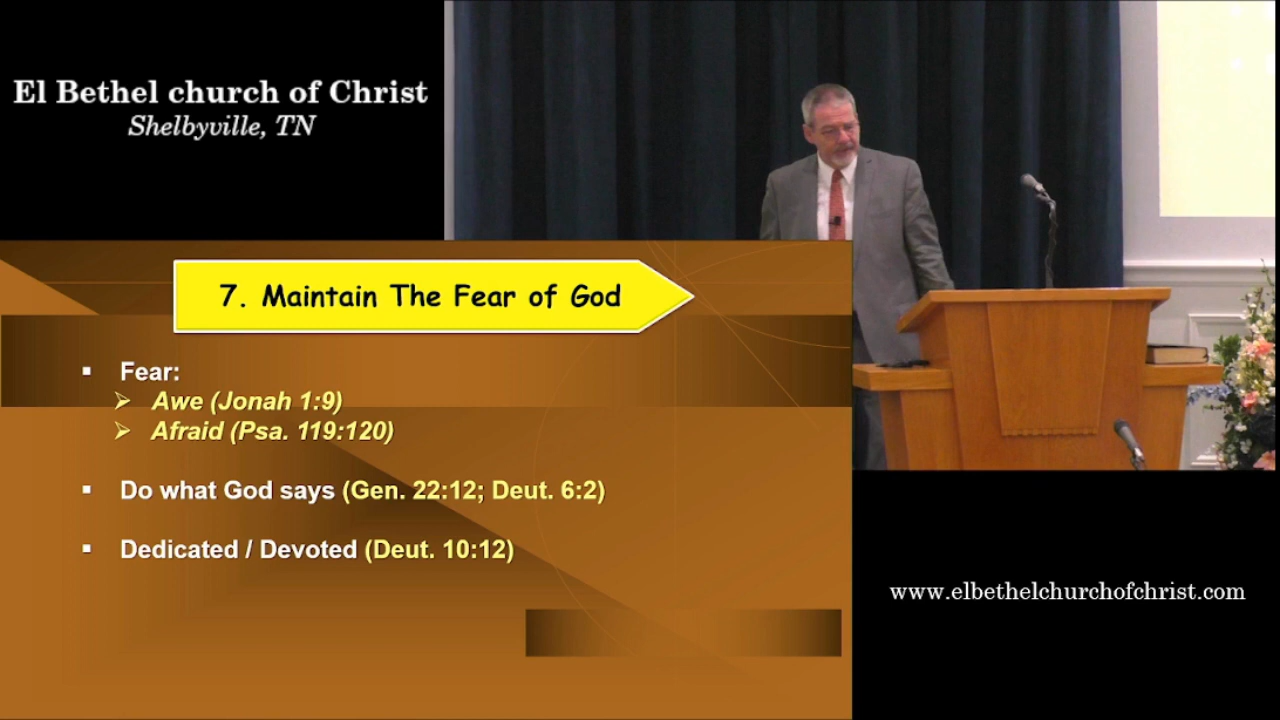 El Bethel church of Christ
Shelbyville, TN
7. Maintain The Fear of God
▪ Fear:
➢ Awe (Jonah 1:9)
➢ Afraid (Psa. 119:120)
▪ Do what God says (Gen. 22:12; Deut. 6:2)
▪ Dedicated / Devoted (Deut. 10:12)
www.elbethelchurchofchrist.com